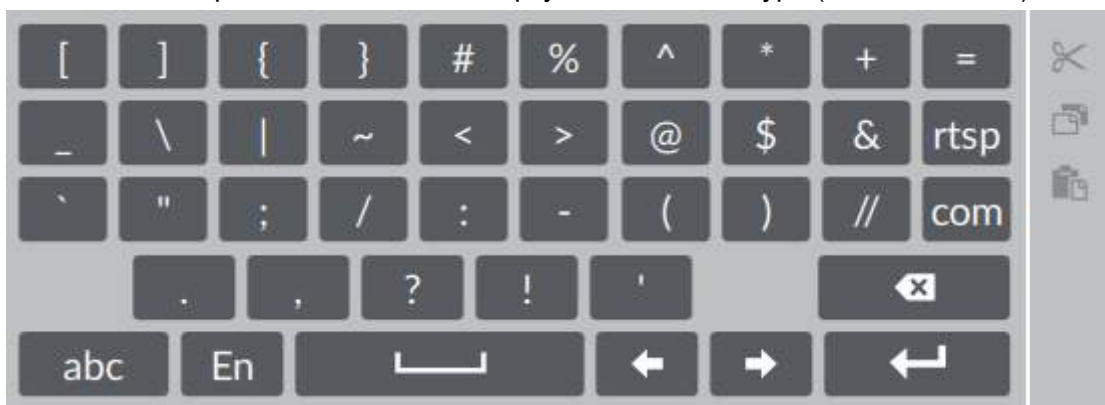 [ ] { } # % ^ * + =
_ \ | ~ < > @ $ & rtsp
` " ; / : - ( ) // com
. , ? ! '
abc En